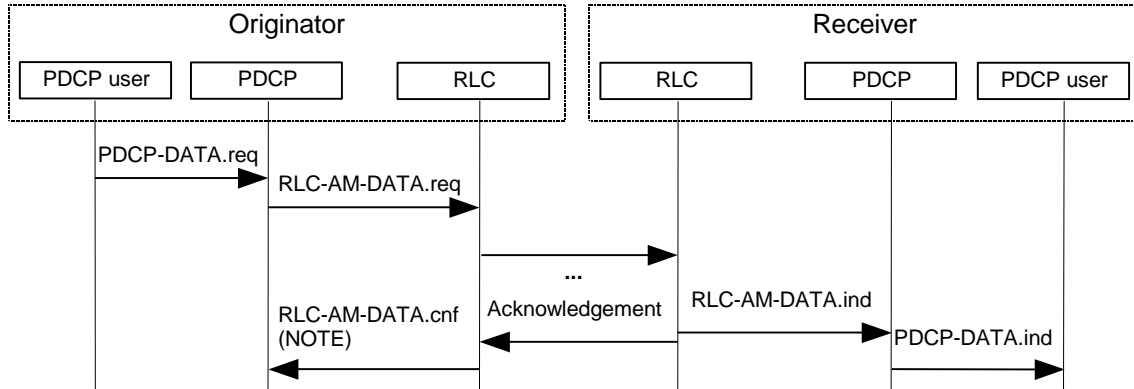 Originator
Receiver
PDCP user
PDCP
RLC
RLC
PDCP
PDCP user
PDCP-DATA.req
RLC-AM-DATA.req
...
RLC-AM-DATA.cnf
(NOTE)
Acknowledgement
RLC-AM-DATA.ind
PDCP-DATA.ind